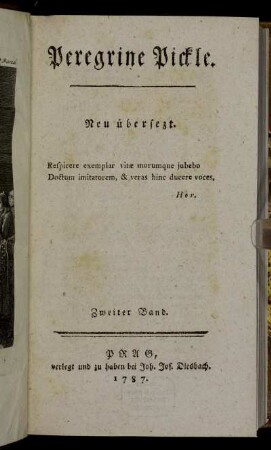 Peregrine Pickle.
Neu übersezt.
Respicere exemplar vitæ morumque jubebo
Doctum imitatorem, & veras hinc ducere voces.
Hor.
Zweiter Band.
PRAG,
verlegt und zu haben bei Joh. Jos. Diesbach.
1787.